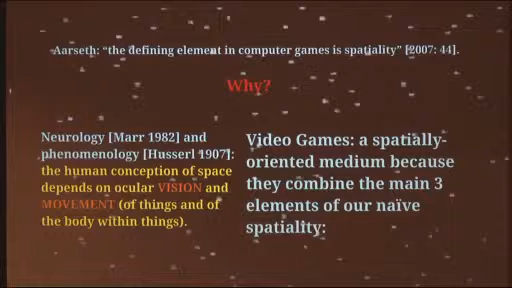 Aarseth: “the defining element in computer games is spatiality” [2007: 44].
Why?
Neurology [Marr 1982] and
phenomenology [Husserl 1907]:
the human conception of space
depends on ocular VISION and
MOVEMENT (of things and of
the body within things).
Video Games: a spatially-
oriented medium because
they combine the main 3
elements of our naïve
spatiality: